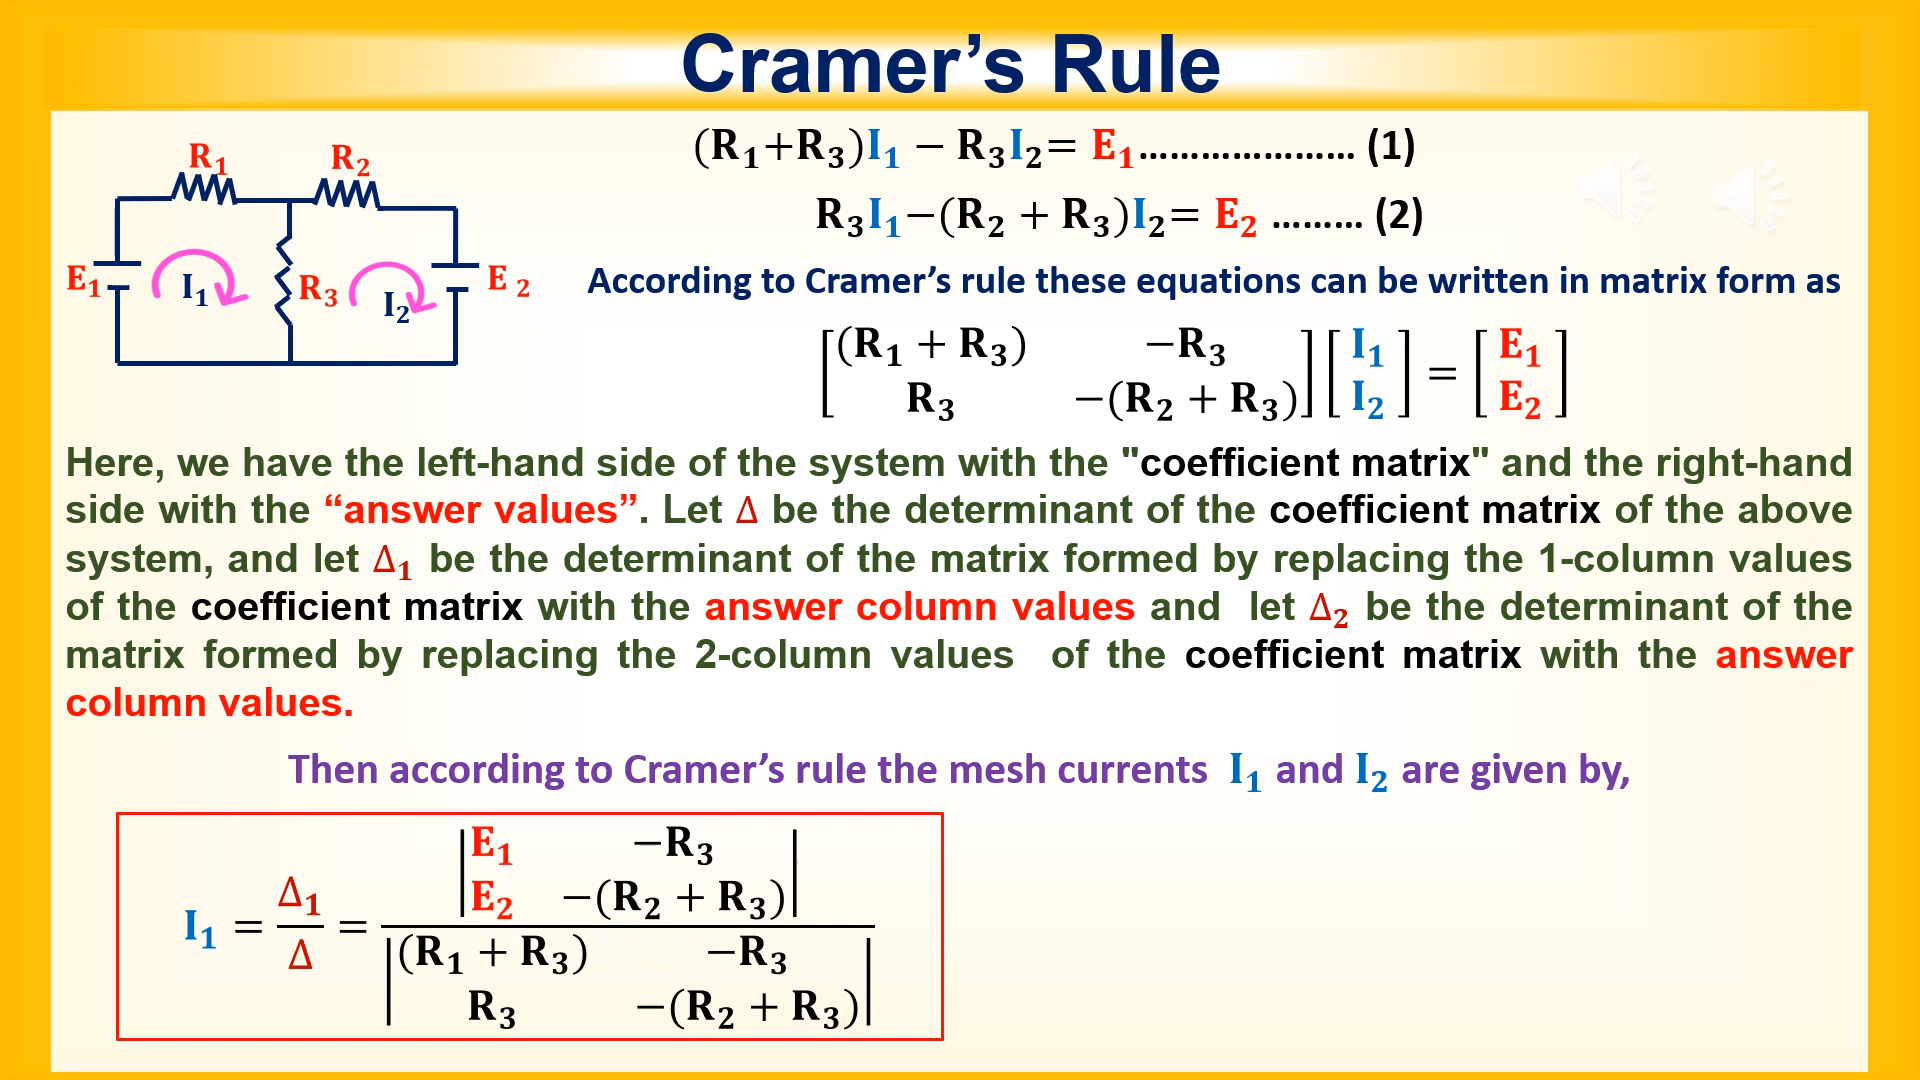 Cramer’s Rule
R₁ R₂
E₁ I₁ R₃ I₂ E ₂
(R₁+R₃)I₁ − R₃I₂= E₁..................... (1)
R₃I₁−(R₂ + R₃)I₂= E₂ ......... (2)
According to Cramer’s rule these equations can be written in matrix form as
[(R₁ + R₃) −R₃] [I₁] = [E₁]
[R₃ −(R₂ + R₃)] [I₂] [E₂]
Here, we have the left-hand side of the system with the "coefficient matrix" and the right-hand
side with the “answer values”. Let Δ be the determinant of the coefficient matrix of the above
system, and let Δ₁ be the determinant of the matrix formed by replacing the 1-column values
of the coefficient matrix with the answer column values and let Δ₂ be the determinant of the
matrix formed by replacing the 2-column values of the coefficient matrix with the answer
column values.
Then according to Cramer’s rule the mesh currents I₁ and I₂ are given by,
|E₁ −R₃|
|E₂ −(R₂ + R₃)|
I₁ = Δ₁/Δ =
|(R₁ + R₃) −R₃|
|R₃ −(R₂ + R₃)|